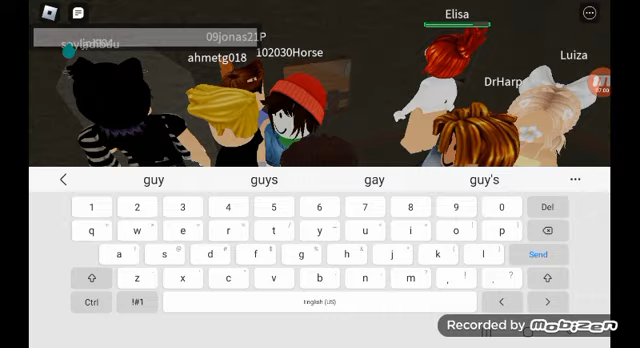 Elisa
09jonas21P
ahmetg018
102030Horse
Luiza
DrHarp
guy guys gay guy's
1 2 3 4 5 6 7 8 9 0 Del
q w e r t y u i o p
a s d f g h j k l Send
z x c v b n m , ! . ?
Ctrl !#1 English (US) < >
Recorded by Mobizen